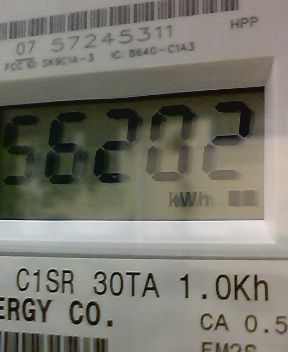 HPP
07 57245311
FCC ID: SK9C1A-3 IC: 864G-C1A3
56202
kWh
C1SR 30TA 1.0Kh
ERGY CO.
CA 0.5
EM2S